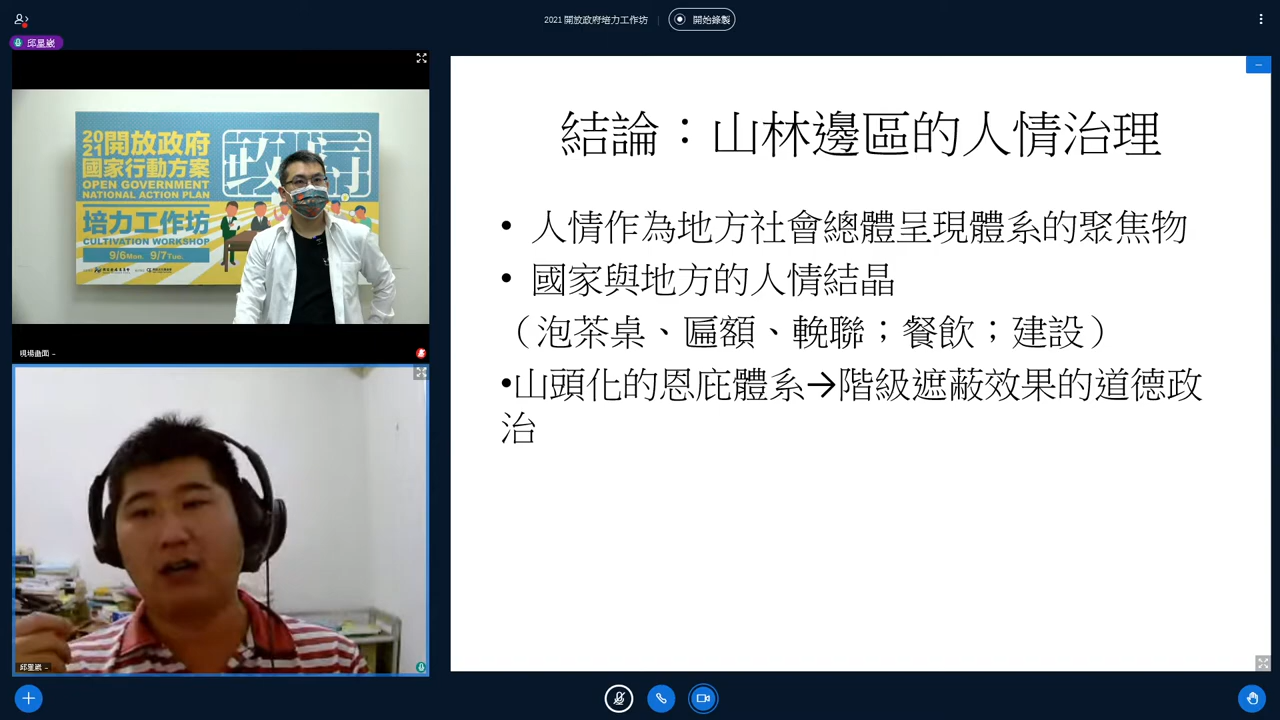 2021 開放政府培力工作坊
開始錄製
邱星崴
2021開放政府
國家行動方案
OPEN GOVERNMENT
NATIONAL ACTION PLAN
培力工作坊
CULTIVATION WORKSHOP
9/6Mon. 9/7Tue.
現場畫面
邱星崴
結論：山林邊區的人情治理
• 人情作為地方社會總體呈現體系的聚焦物
• 國家與地方的人情結晶
（泡茶桌、匾額、輓聯；餐飲；建設）
•山頭化的恩庇體系→階級遮蔽效果的道德政
治